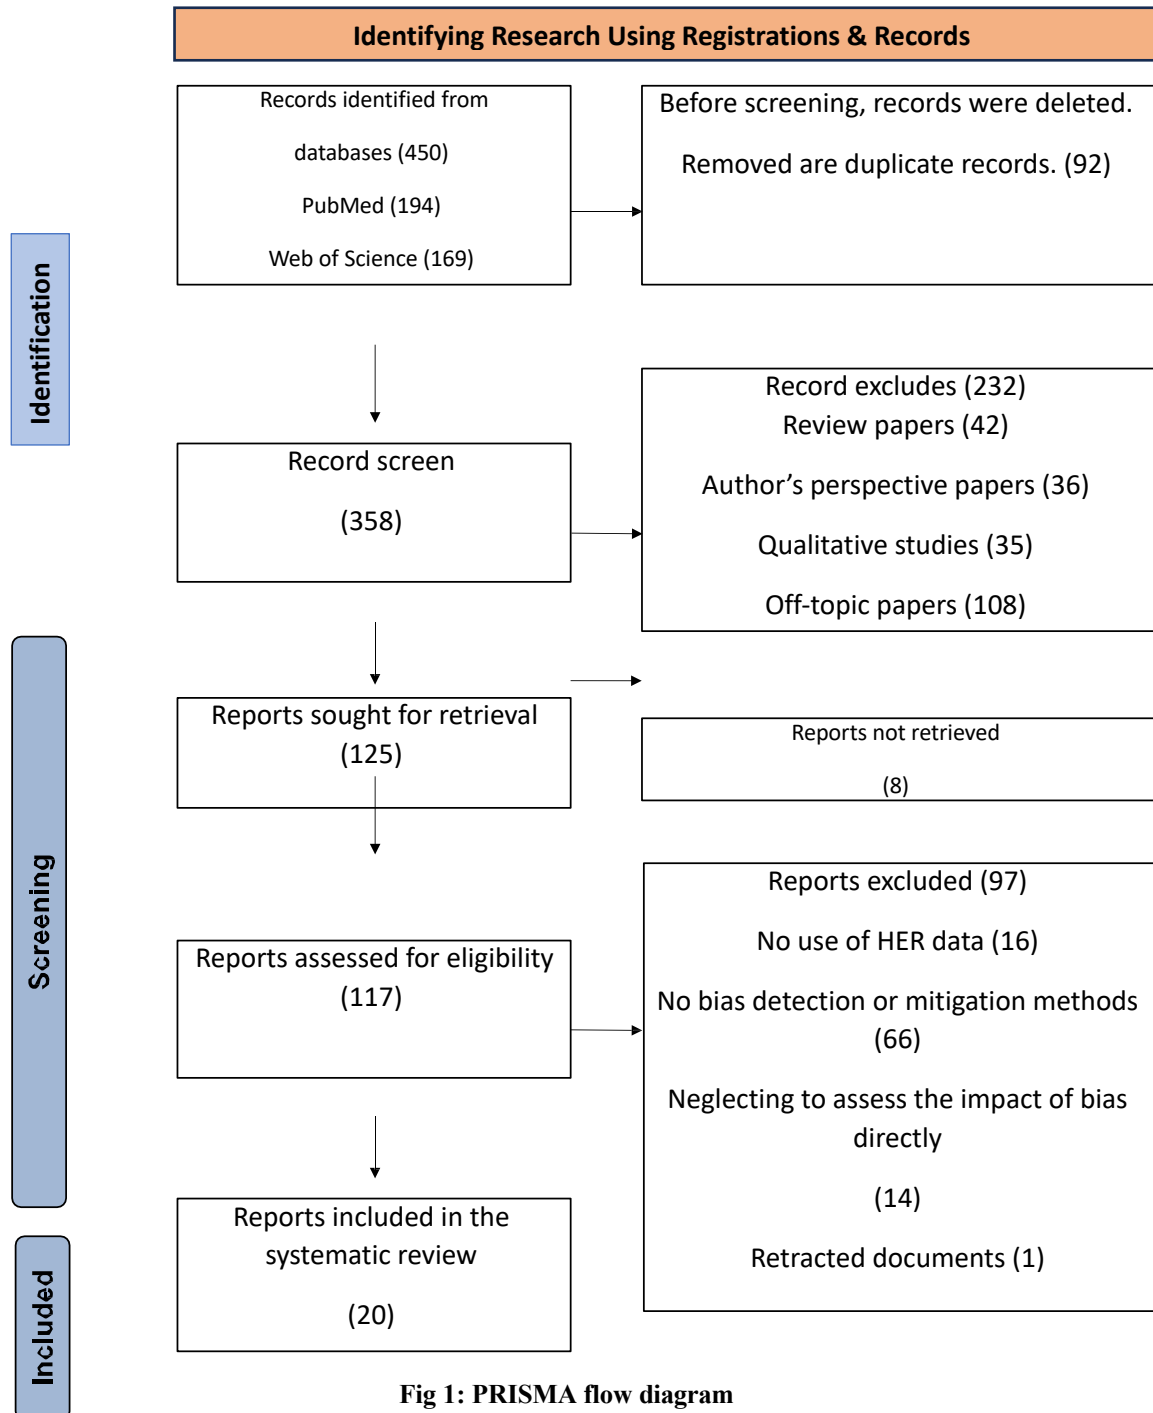 Identifying Research Using Registrations & Records
Records identified from
databases (450)
PubMed (194)
Web of Science (169)
Before screening, records were deleted.
Removed are duplicate records. (92)
Identification
Record screen
(358)
Record excludes (232)
Review papers (42)
Author’s perspective papers (36)
Qualitative studies (35)
Off-topic papers (108)
Screening
Reports sought for retrieval
(125)
Reports not retrieved
(8)
Reports assessed for eligibility
(117)
Reports excluded (97)
No use of HER data (16)
No bias detection or mitigation methods
(66)
Neglecting to assess the impact of bias
directly
(14)
Retracted documents (1)
Included
Reports included in the
systematic review
(20)
Fig 1: PRISMA flow diagram